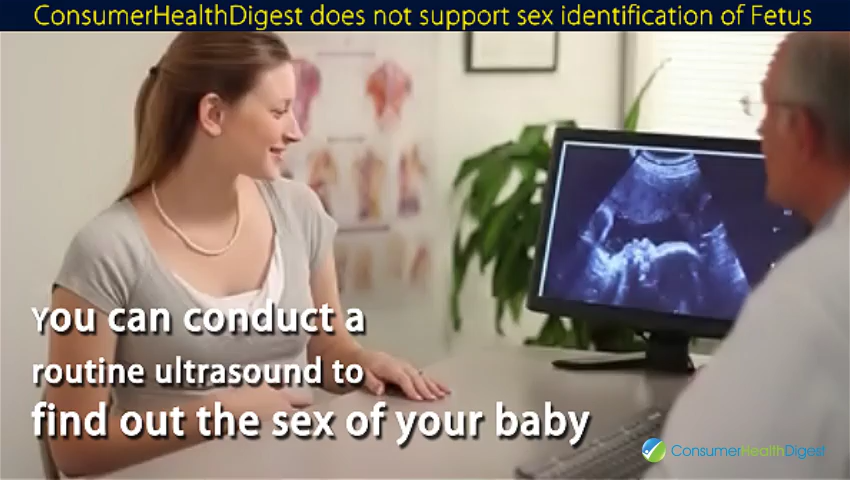 ConsumerHealthDigest does not support sex identification of Fetus
You can conduct a
routine ultrasound to
find out the sex of your baby
ConsumerHealthDigest